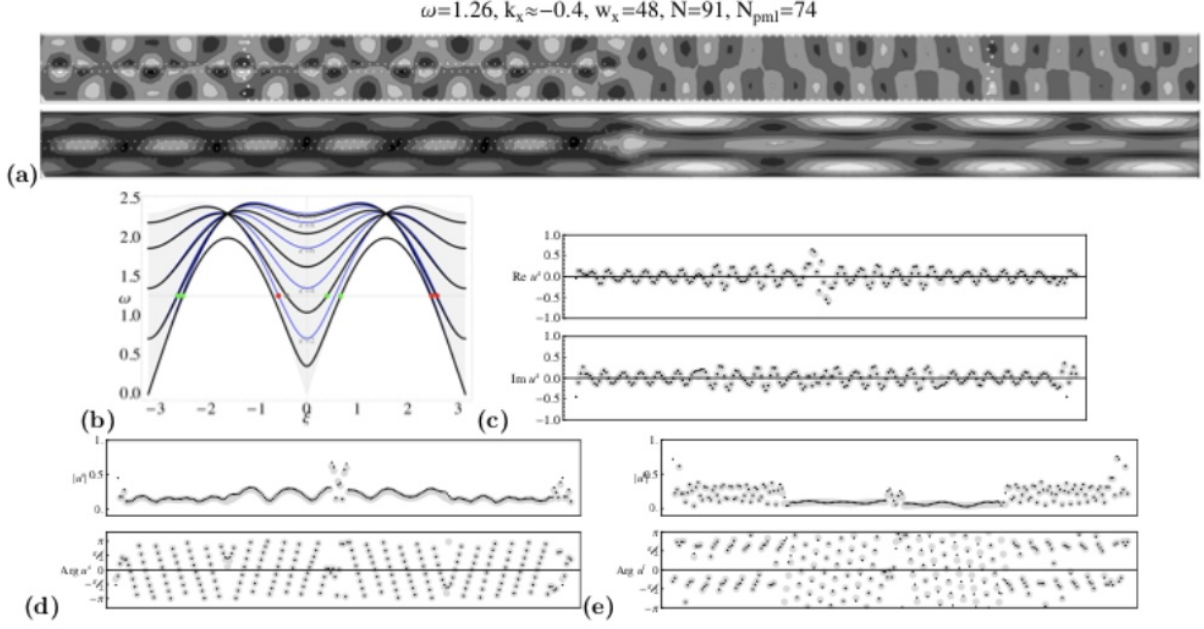 ω=1.26, kx≈−0.4, wx=48, N=91, Npml=74
(a)
2.5
2.0
1.5
ω
1.0
0.5
0.0
−3 −2 −1 0 1 2 3
ξ
(b)
1.0
0.5
Re a^s 0.0
−0.5
−1.0
1.0
0.5
Im a^s 0.0
−0.5
−1.0
(c)
1.
0.5
0.
π
Arg a^s 0
−π
(d)
1.
0.5
0.
π
Arg 0
−π
(e)